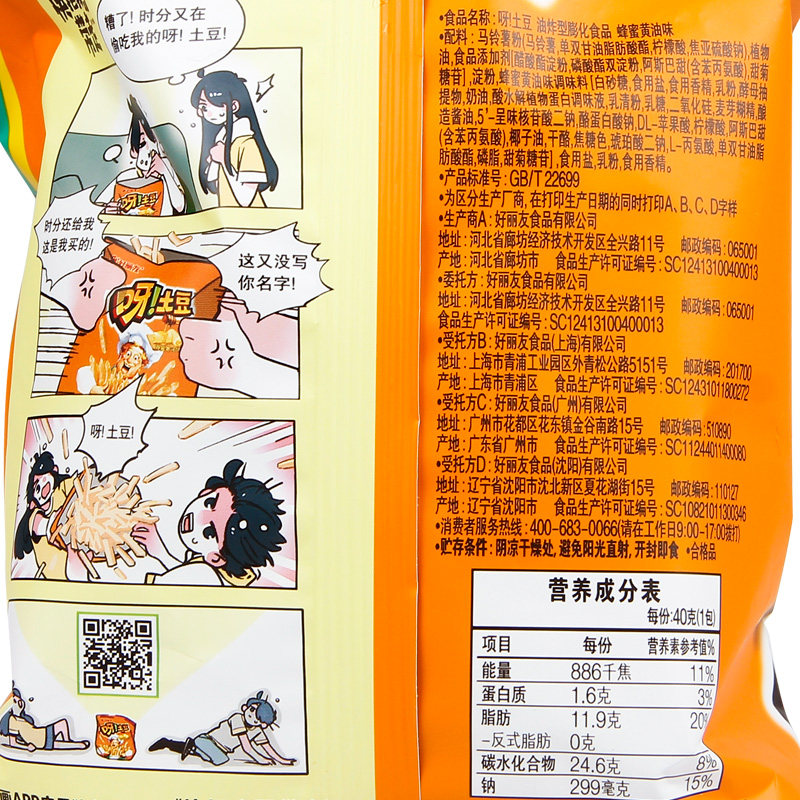 糟了!时分又在
偷吃我的呀!土豆!
时分还给我
这是我买的!
这又没写
你名字!
呀!土豆
呀!土豆!
呀!土豆
•食品名称:呀!土豆 油炸型膨化食品 蜂蜜黄油味
•配料:马铃薯粉(马铃薯,单双甘油脂肪酸酯,柠檬酸,焦亚硫酸钠),植物
油,食品添加剂[醋酸酯淀粉,磷酸酯双淀粉,阿斯巴甜(含苯丙氨酸),甜菊
糖苷],淀粉,蜂蜜黄油味调味料[白砂糖,食用盐,食用香精,乳粉,酵母抽
提物,奶油,酸水解植物蛋白调味液,乳清粉,乳糖,二氧化硅,麦芽糊精,酿
造酱油,5'-呈味核苷酸二钠,酪蛋白酸钠,DL-苹果酸,柠檬酸,阿斯巴甜
(含苯丙氨酸),椰子油,干酪,焦糖色,琥珀酸二钠,L-丙氨酸,单双甘油脂
肪酸酯,磷脂,甜菊糖苷],食用盐,乳粉,食用香精。
•产品标准号:GB/T 22699
•为区分生产厂商,在打印生产日期的同时打印A、B、C、D字样
•生产商A:好丽友食品有限公司
地址:河北省廊坊经济技术开发区全兴路11号 邮政编码:065001
产地:河北省廊坊市 食品生产许可证编号:SC12413100400013
•委托方:好丽友食品有限公司
地址:河北省廊坊经济技术开发区全兴路11号 邮政编码:065001
食品生产许可证编号:SC12413100400013
•受托方B:好丽友食品(上海)有限公司
地址:上海市青浦工业园区外青松公路5151号 邮政编码:201700
产地:上海市青浦区 食品生产许可证编号:SC12431011800272
•受托方C:好丽友食品(广州)有限公司
地址:广州市花都区花东镇金谷南路15号 邮政编码:510890
产地:广东省广州市 食品生产许可证编号:SC11244011400080
•受托方D:好丽友食品(沈阳)有限公司
地址:辽宁省沈阳市沈北新区夏花湖街15号 邮政编码:110127
产地:辽宁省沈阳市 食品生产许可证编号:SC10821011300346
•消费者服务热线:400-683-0066(请在工作日9:00-17:00拨打)
•贮存条件:阴凉干燥处,避免阳光直射,开封即食 •合格品
营养成分表
每份:40克(1包)
项目 每份 营养素参考值%
能量 886千焦 11%
蛋白质 1.6克 3%
脂肪 11.9克 20%
-反式脂肪 0克
碳水化合物 24.6克 8%
钠 299毫克 15%